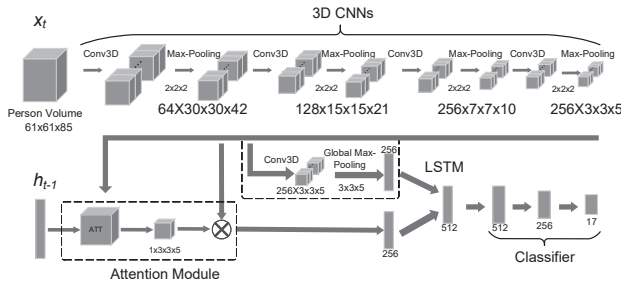 3D CNNs
xt
Conv3D
Max-Pooling
Conv3D
Max-Pooling
Conv3D
Max-Pooling
Conv3D
Max-Pooling
2x2x2
2x2x2
2x2x2
2x2x2
Person Volume
61x61x85
64X30x30x42
128x15x15x21
256x7x7x10
256X3x3x5
ht-1
Conv3D
256X3x3x5
Global Max-
Pooling
3x3x5
256
LSTM
ATT
1x3x3x5
256
512
512
256
17
Attention Module
Classifier